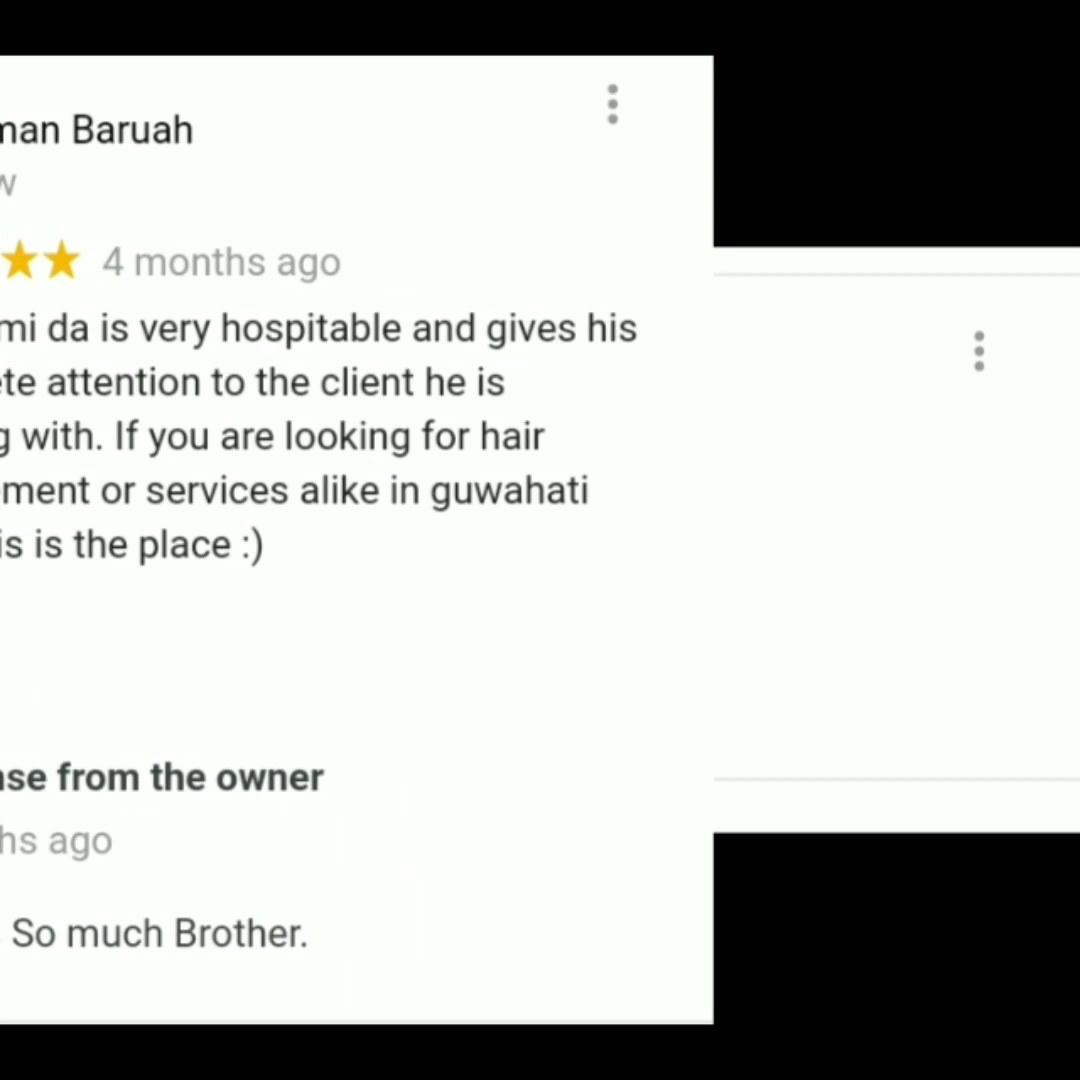 man Baruah
w
4 months ago
mi da is very hospitable and gives his
ete attention to the client he is
g with. If you are looking for hair
ment or services alike in guwahati
is is the place :)
nse from the owner
hs ago
So much Brother.